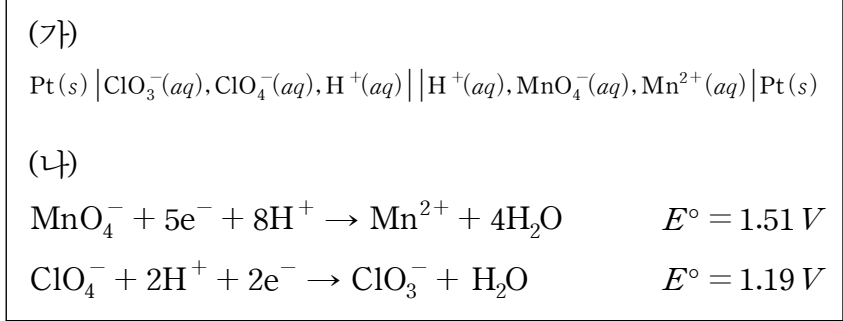 (가)
Pt(s)|ClO₃⁻(aq), ClO₄⁻(aq), H⁺(aq)||H⁺(aq), MnO₄⁻(aq), Mn²⁺(aq)|Pt(s)
(나)
MnO₄⁻ + 5e⁻ + 8H⁺ → Mn²⁺ + 4H₂O E° = 1.51 V
ClO₄⁻ + 2H⁺ + 2e⁻ → ClO₃⁻ + H₂O E° = 1.19 V